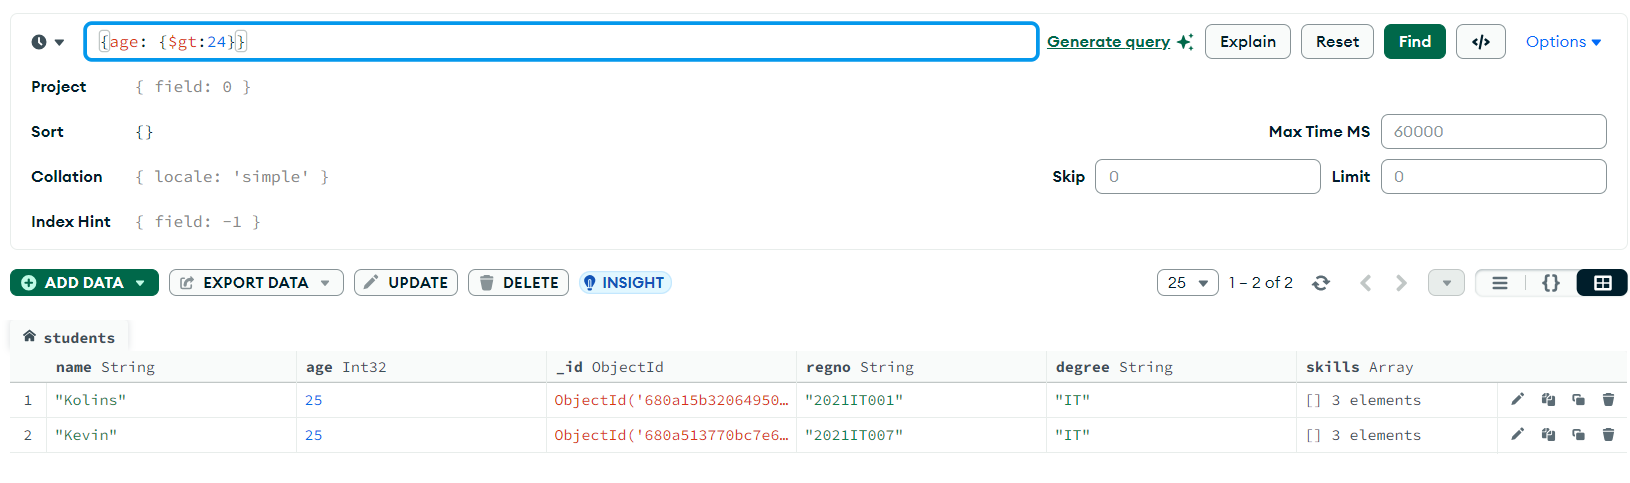 {age: {$gt:24}} Generate query Explain Reset Find </> Options
Project { field: 0 }
Sort {} Max Time MS 60000
Collation { locale: 'simple' } Skip 0 Limit 0
Index Hint { field: -1 }
ADD DATA EXPORT DATA UPDATE DELETE INSIGHT 25 1 – 2 of 2 {}
students
name String age Int32 _id ObjectId regno String degree String skills Array
1 "Kolins" 25 ObjectId('680a15b32064950… "2021IT001" "IT" [] 3 elements
2 "Kevin" 25 ObjectId('680a513770bc7e6… "2021IT007" "IT" [] 3 elements